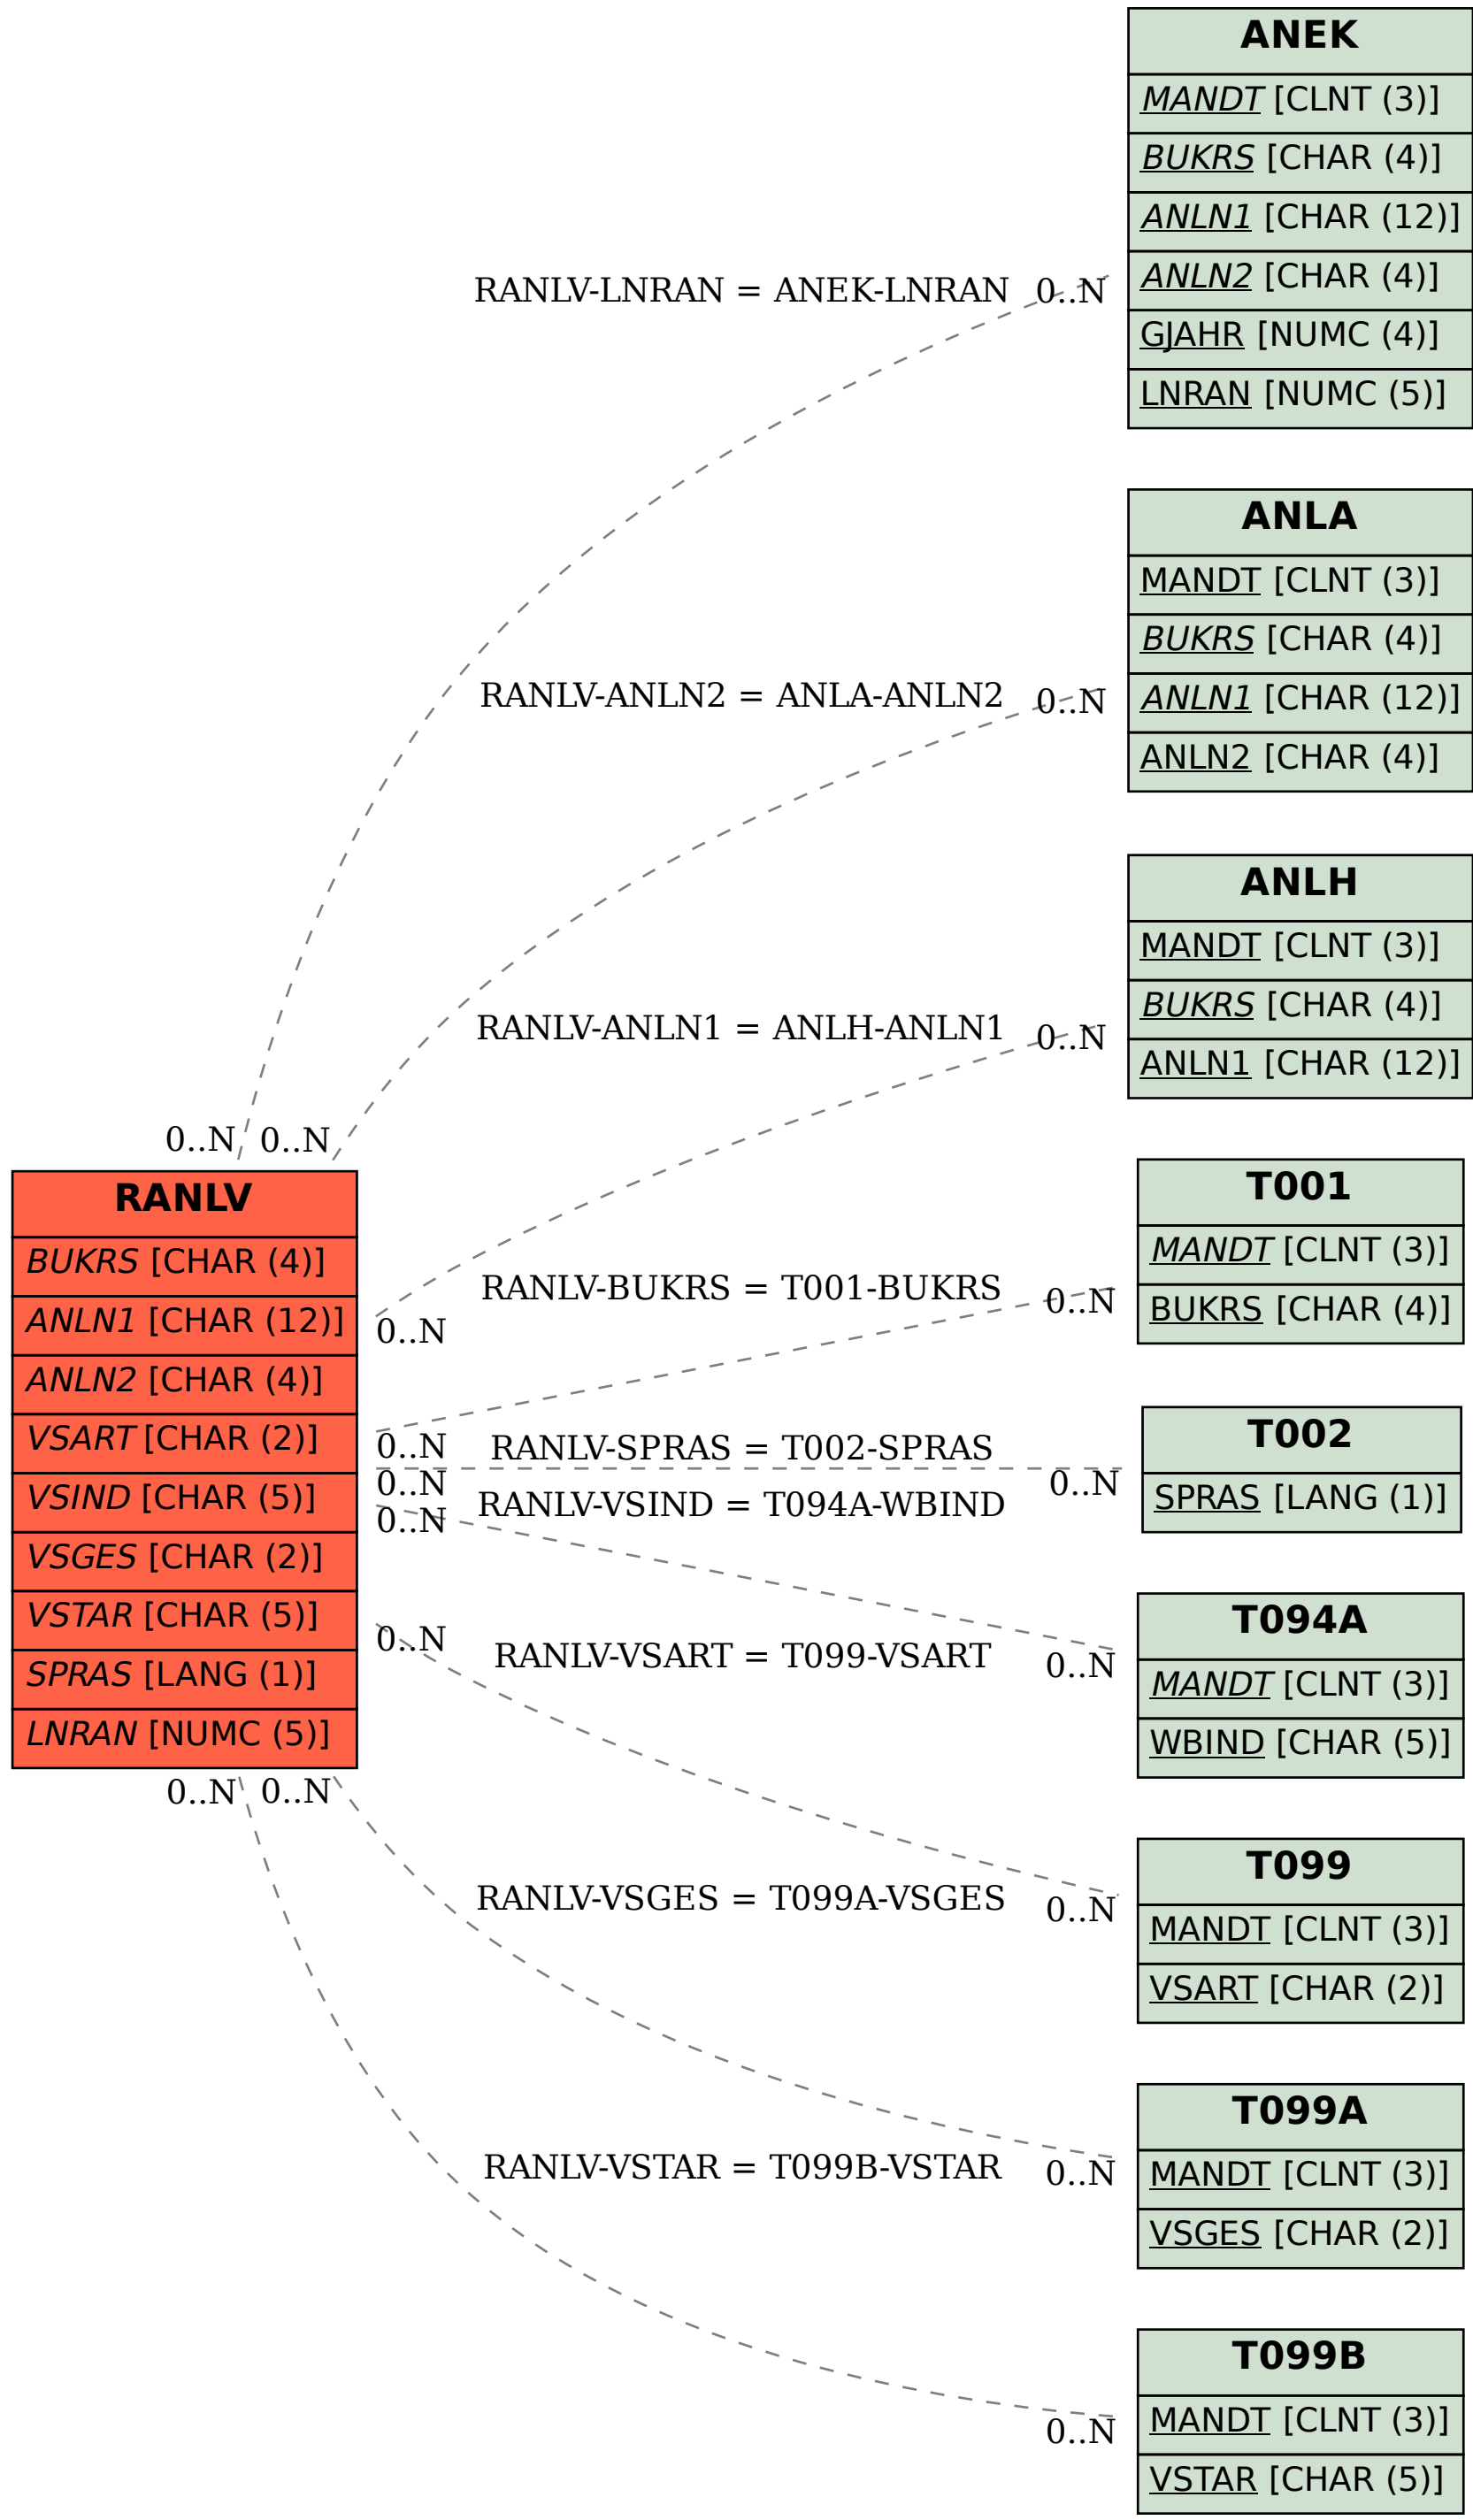 ANEK
MANDT [CLNT (3)]
BUKRS [CHAR (4)]
ANLN1 [CHAR (12)]
ANLN2 [CHAR (4)]
GJAHR [NUMC (4)]
LNRAN [NUMC (5)]
RANLV-LNRAN = ANEK-LNRAN 0..N
ANLA
MANDT [CLNT (3)]
BUKRS [CHAR (4)]
ANLN1 [CHAR (12)]
ANLN2 [CHAR (4)]
RANLV-ANLN2 = ANLA-ANLN2 0..N
ANLH
MANDT [CLNT (3)]
BUKRS [CHAR (4)]
ANLN1 [CHAR (12)]
RANLV-ANLN1 = ANLH-ANLN1 0..N
0..N 0..N
RANLV
BUKRS [CHAR (4)]
ANLN1 [CHAR (12)]
ANLN2 [CHAR (4)]
VSART [CHAR (2)]
VSIND [CHAR (5)]
VSGES [CHAR (2)]
VSTAR [CHAR (5)]
SPRAS [LANG (1)]
LNRAN [NUMC (5)]
0..N 0..N
0..N
T001
MANDT [CLNT (3)]
BUKRS [CHAR (4)]
RANLV-BUKRS = T001-BUKRS 0..N
0..N RANLV-SPRAS = T002-SPRAS
0..N 0..N
T002
SPRAS [LANG (1)]
0..N RANLV-VSIND = T094A-WBIND
T094A
MANDT [CLNT (3)]
WBIND [CHAR (5)]
0..N
0..N RANLV-VSART = T099-VSART
T099
MANDT [CLNT (3)]
VSART [CHAR (2)]
RANLV-VSGES = T099A-VSGES 0..N
T099A
MANDT [CLNT (3)]
VSGES [CHAR (2)]
RANLV-VSTAR = T099B-VSTAR 0..N
T099B
MANDT [CLNT (3)]
VSTAR [CHAR (5)]
0..N